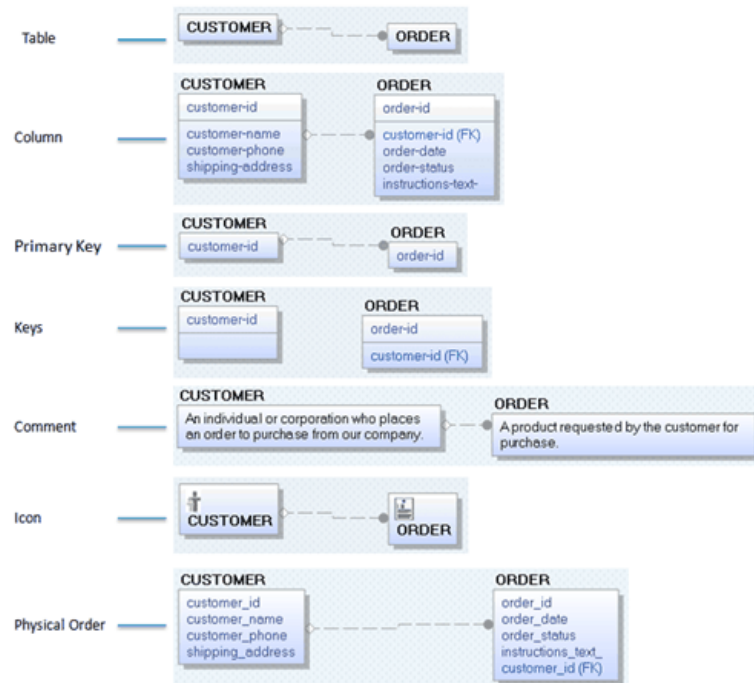 Table
CUSTOMER
ORDER
Column
CUSTOMER
customer-id
customer-name
customer-phone
shipping-address
ORDER
order-id
customer-id (FK)
order-date
order-status
instructions-text-
Primary Key
CUSTOMER
customer-id
ORDER
order-id
Keys
CUSTOMER
customer-id
ORDER
order-id
customer-id (FK)
Comment
CUSTOMER
An individual or corporation who places
an order to purchase from our company.
ORDER
A product requested by the customer for
purchase.
Icon
CUSTOMER
ORDER
Physical Order
CUSTOMER
customer_id
customer_name
customer_phone
shipping_address
ORDER
order_id
order_date
order_status
instructions_text_
customer_id (FK)